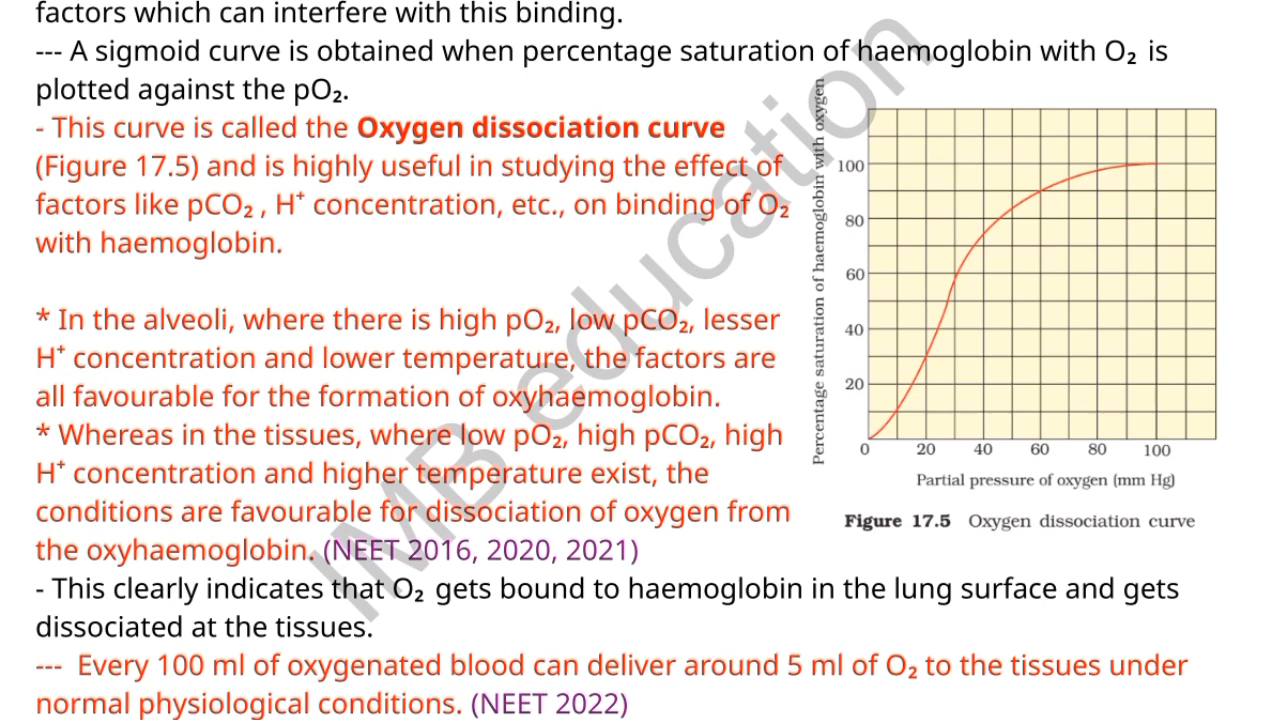 factors which can interfere with this binding.
--- A sigmoid curve is obtained when percentage saturation of haemoglobin with O₂ is
plotted against the pO₂.
- This curve is called the Oxygen dissociation curve
(Figure 17.5) and is highly useful in studying the effect of
factors like pCO₂ , H⁺ concentration, etc., on binding of O₂
with haemoglobin.
* In the alveoli, where there is high pO₂, low pCO₂, lesser
H⁺ concentration and lower temperature, the factors are
all favourable for the formation of oxyhaemoglobin.
* Whereas in the tissues, where low pO₂, high pCO₂, high
H⁺ concentration and higher temperature exist, the
conditions are favourable for dissociation of oxygen from
the oxyhaemoglobin. (NEET 2016, 2020, 2021)
- This clearly indicates that O₂ gets bound to haemoglobin in the lung surface and gets
dissociated at the tissues.
--- Every 100 ml of oxygenated blood can deliver around 5 ml of O₂ to the tissues under
normal physiological conditions. (NEET 2022)
Percentage saturation of haemoglobin with oxygen
100
80
60
40
20
0 20 40 60 80 100
Partial pressure of oxygen (mm Hg)
Figure 17.5 Oxygen dissociation curve
IMB education